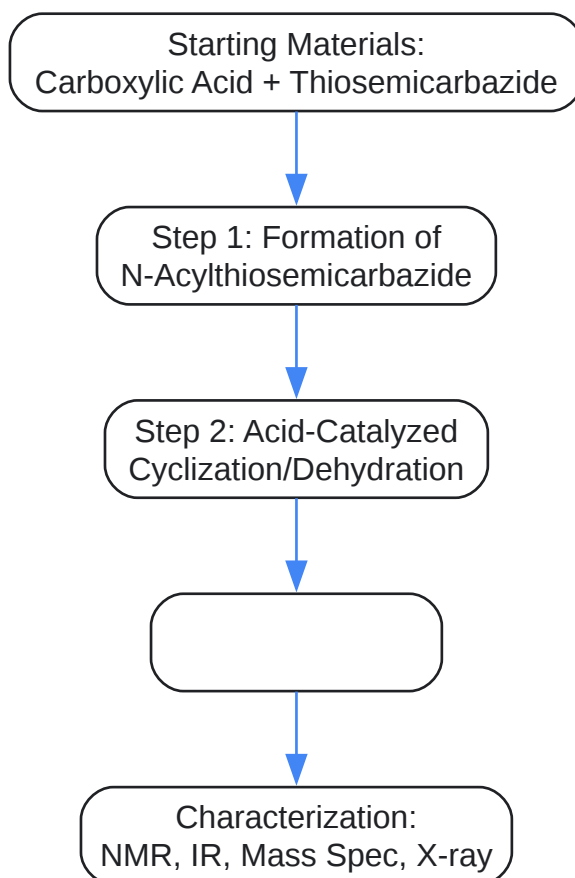 Starting Materials:
Carboxylic Acid + Thiosemicarbazide
Step 1: Formation of
N-Acylthiosemicarbazide
Step 2: Acid-Catalyzed
Cyclization/Dehydration
Characterization:
NMR, IR, Mass Spec, X-ray